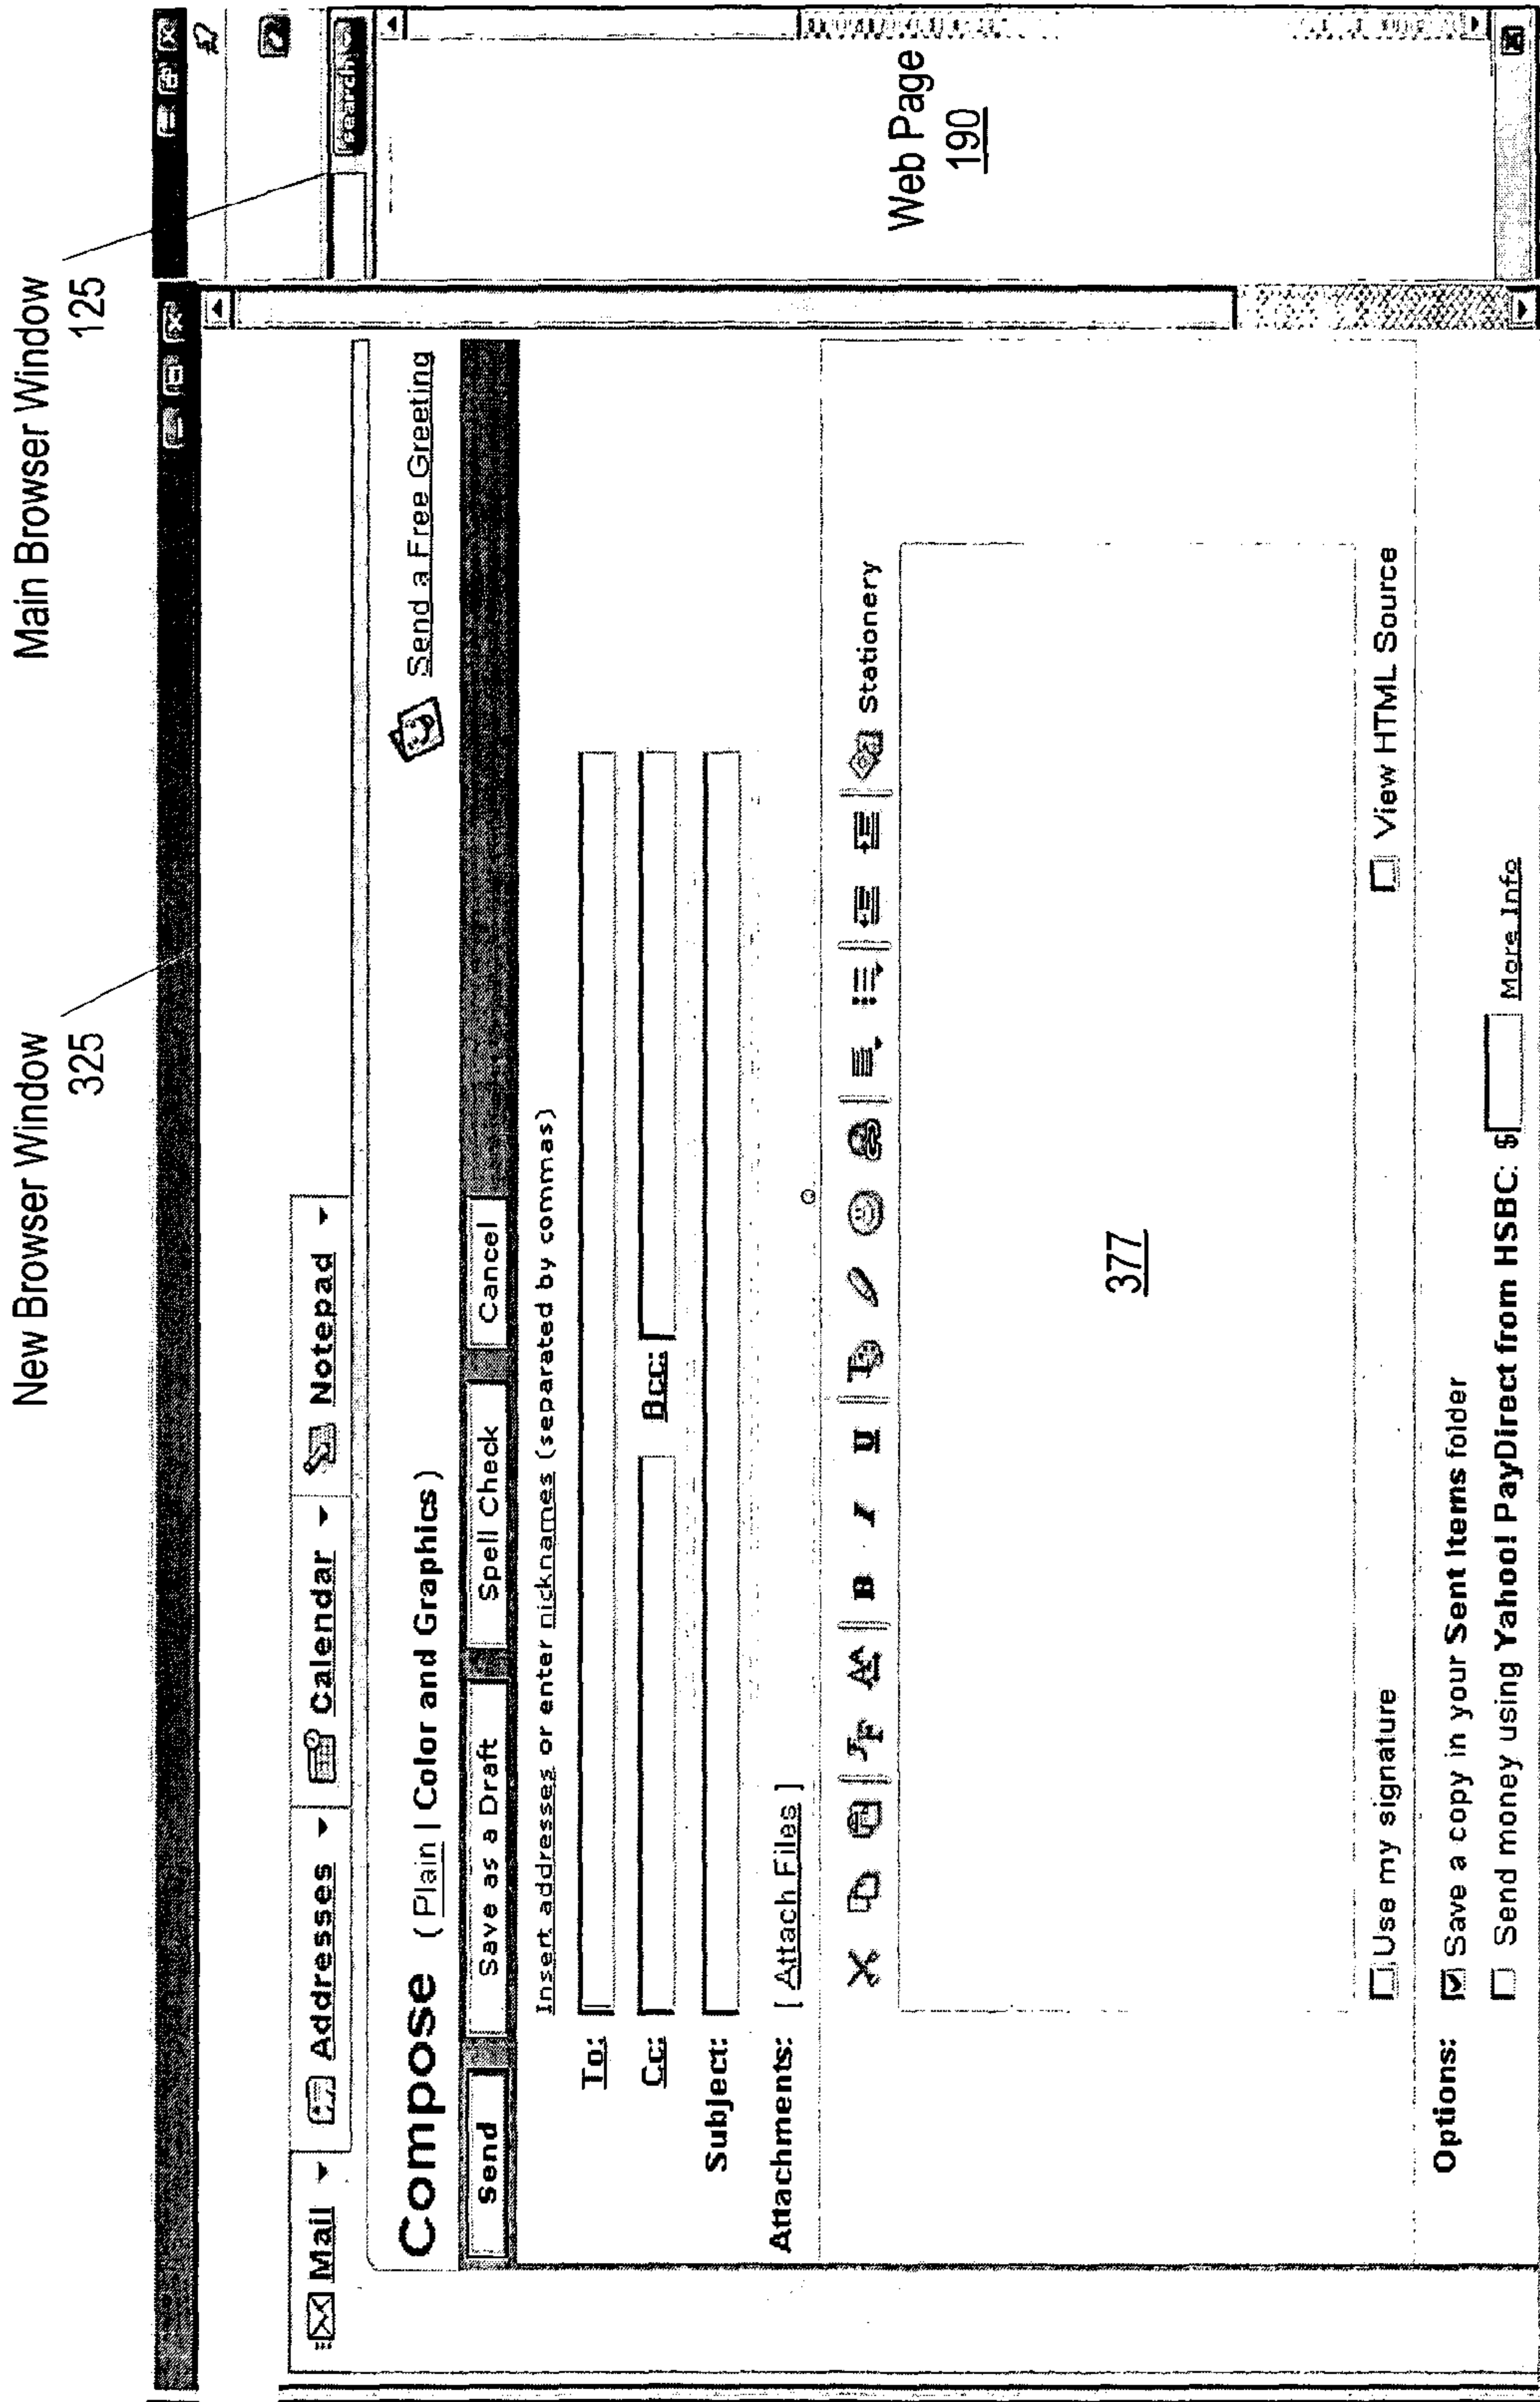 New Browser Window
325
Main Browser Window
125
Mail
Addresses
Calendar
Notepad
search
Compose (Plain | Color and Graphics)
Send a Free Greeting
Send
Save as a Draft
Spell Check
Cancel
Insert addresses or enter nicknames (separated by commas)
To:
Cc:
Bcc:
Subject:
Attachments: [ Attach Files ]
B I U
Stationery
377
Web Page
190
Use my signature
View HTML Source
Options:
Save a copy in your Sent Items folder
Send money using Yahoo! PayDirect from HSBC: $
More Info